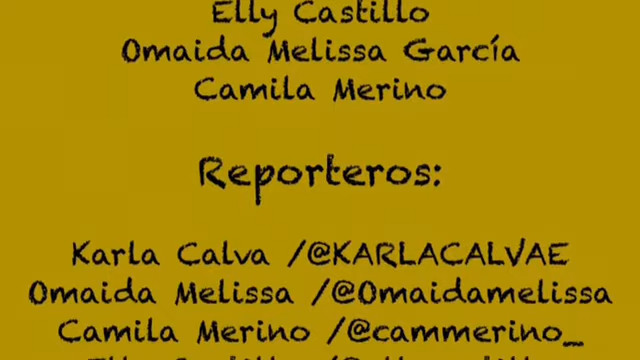 Elly Castillo
Omaida Melissa García
Camila Merino
Reporteros:
Karla Calva /@KARLACALVAE
Omaida Melissa /@Omaidamelissa
Camila Merino /@cammerino_